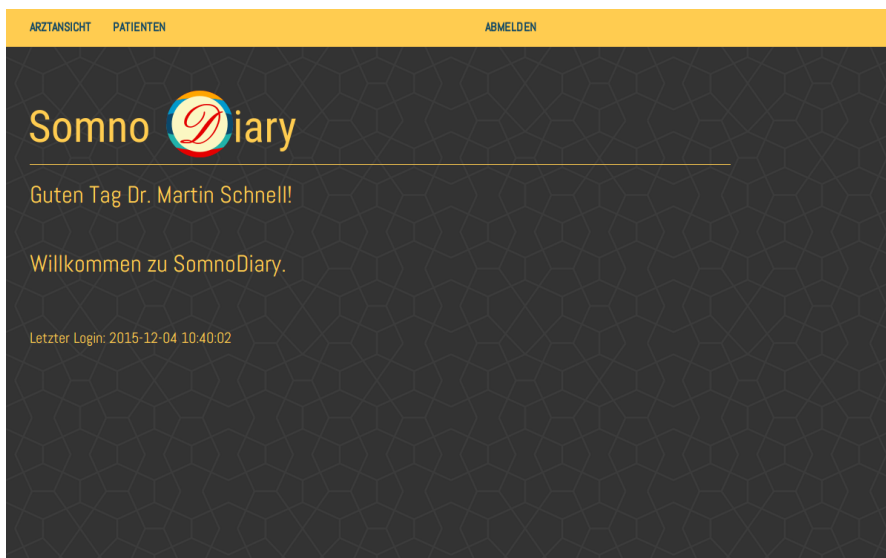 ARZTANSICHT PATIENTEN ABMELDEN
Somno Diary
Guten Tag Dr. Martin Schnell!
Willkommen zu SomnoDiary.
Letzter Login: 2015-12-04 10:40:02